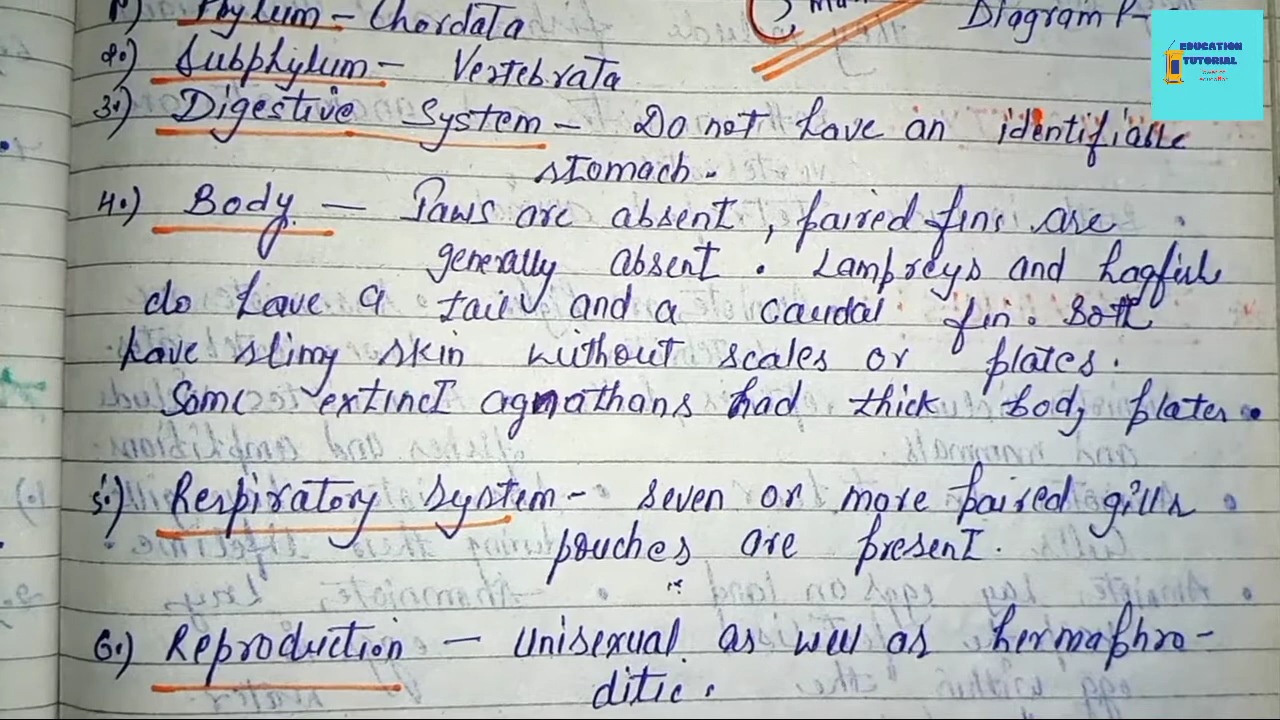 1.) Phylum - Chordata
Diagram P-
2.) Subphylum - Vertebrata
EDUCATION
TUTORIAL
3.) Digestive System - Do not have an identifiable
stomach.
4.) Body - Jaws are absent, paired fins are
generally absent. Lampreys and hagfish
do have a tail and a caudal fin. Both
have slimy skin without scales or plates.
Some extinct agnathans had thick body plates.
5.) Respiratory System - Seven or more paired gills
pouches are present.
6.) Reproduction - Unisexual as well as hermaphro-
ditic.